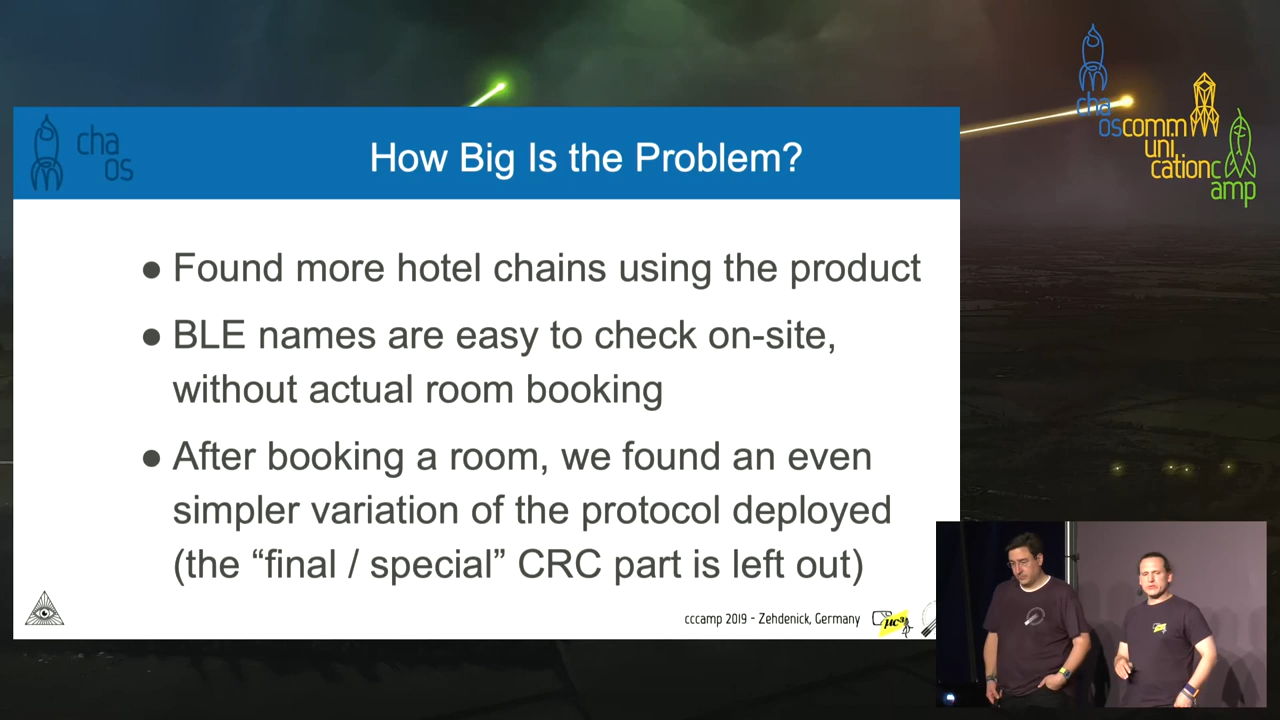 cha
os
comm
uni
cationc
amp
cha
os
How Big Is the Problem?
● Found more hotel chains using the product
● BLE names are easy to check on-site,
without actual room booking
● After booking a room, we found an even
simpler variation of the protocol deployed
(the “final / special” CRC part is left out)
cccamp 2019 - Zehdenick, Germany
µc³